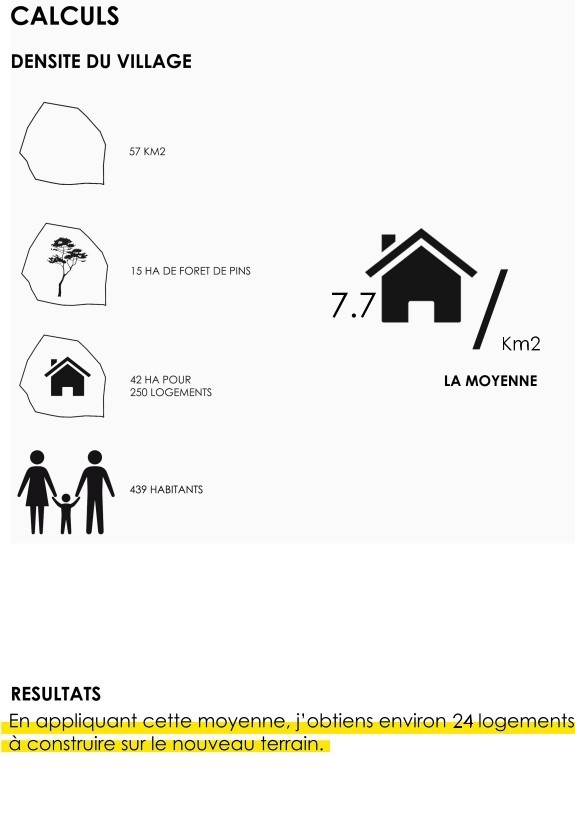 CALCULS
DENSITE DU VILLAGE
57 KM2
15 HA DE FORET DE PINS
7.7
Km2
LA MOYENNE
42 HA POUR
250 LOGEMENTS
439 HABITANTS
RESULTATS
En appliquant cette moyenne, j'obtiens environ 24 logements
à construire sur le nouveau terrain.